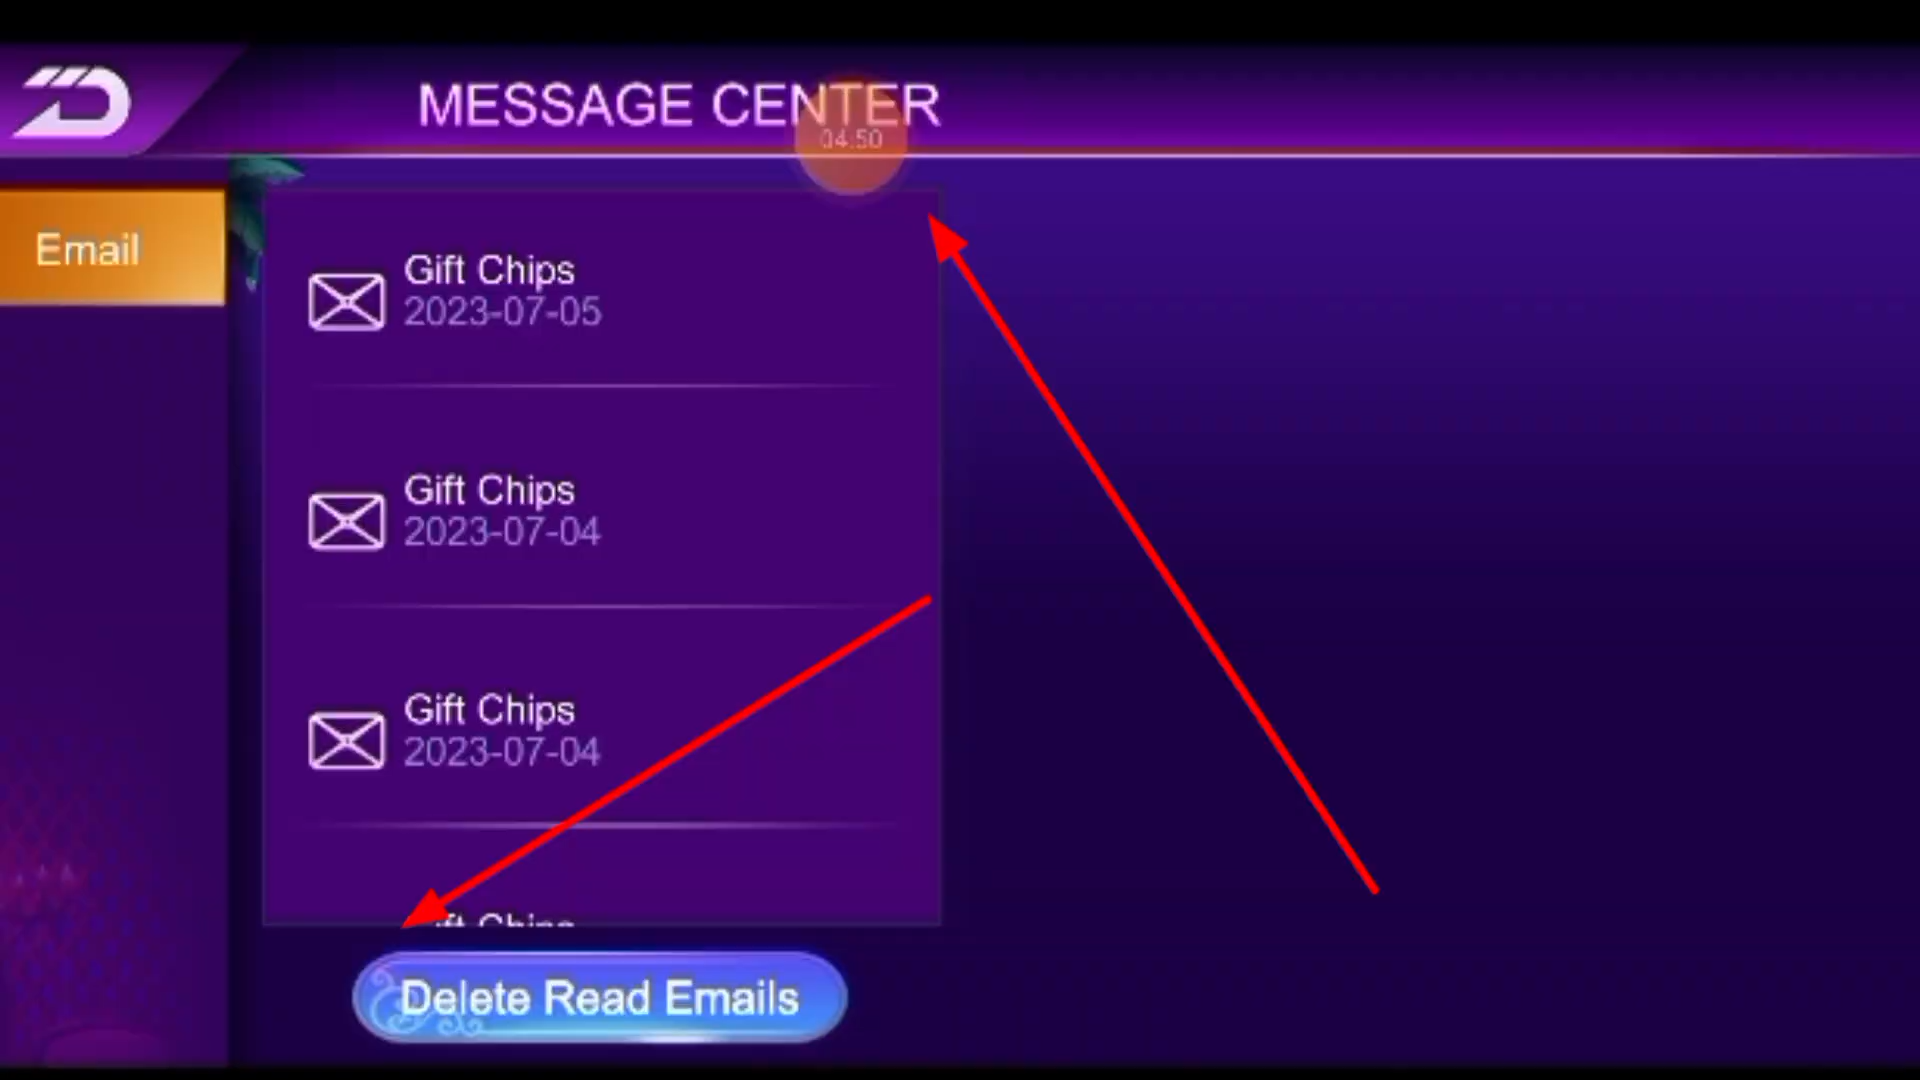 MESSAGE CENTER
04:50
Email
Gift Chips
2023-07-05
Gift Chips
2023-07-04
Gift Chips
2023-07-04
Delete Read Emails